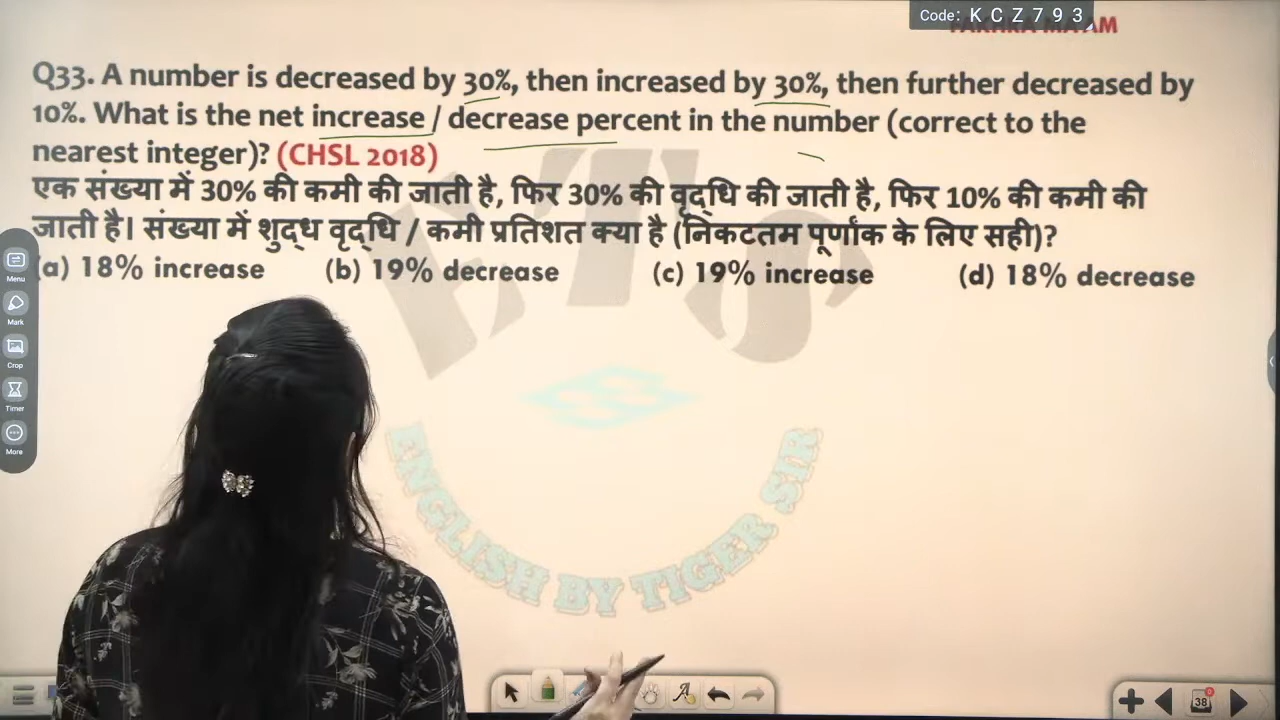 Code: K C Z 7 9 3
Q33. A number is decreased by 30%, then increased by 30%, then further decreased by
10%. What is the net increase / decrease percent in the number (correct to the
nearest integer)? (CHSL 2018)
एक संख्या में 30% की कमी की जाती है, फिर 30% की वृद्धि की जाती है, फिर 10% की कमी की
जाती है। संख्या में शुद्ध वृद्धि / कमी प्रतिशत क्या है (निकटतम पूर्णांक के लिए सही)?
(a) 18% increase (b) 19% decrease (c) 19% increase (d) 18% decrease
ETS
ENGLISH BY TIGER SIR
Menu
Mark
Crop
Timer
More
38